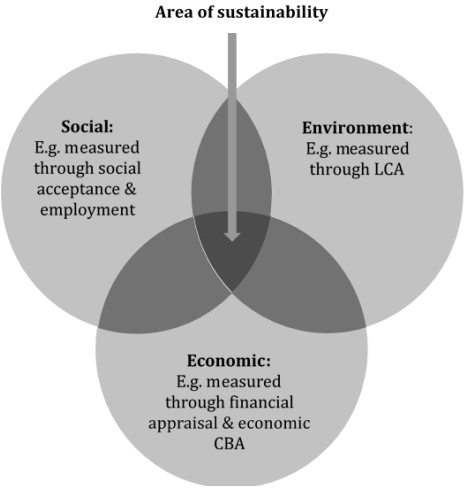 Area of sustainability
Social:
E.g. measured
through social
acceptance &
employment
Environment:
E.g. measured
through LCA
Economic:
E.g. measured
through financial
appraisal & economic
CBA